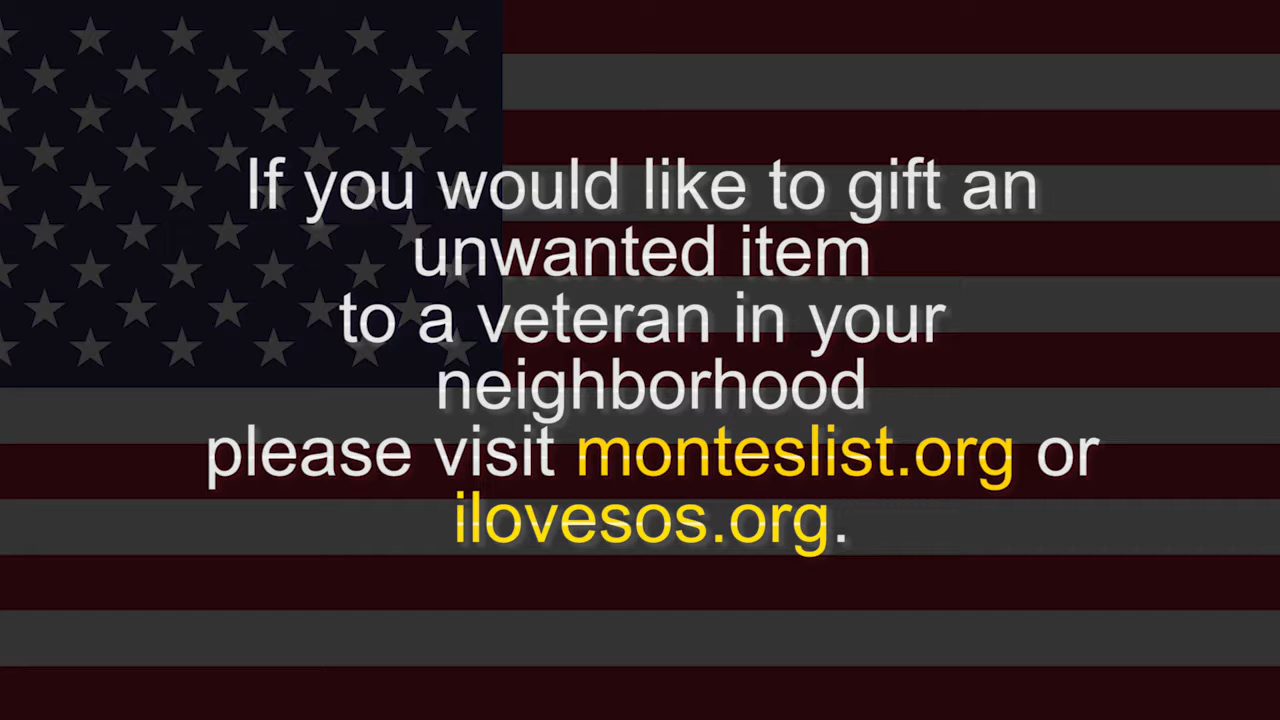 If you would like to gift an
unwanted item
to a veteran in your
neighborhood
please visit monteslist.org or
ilovesos.org.